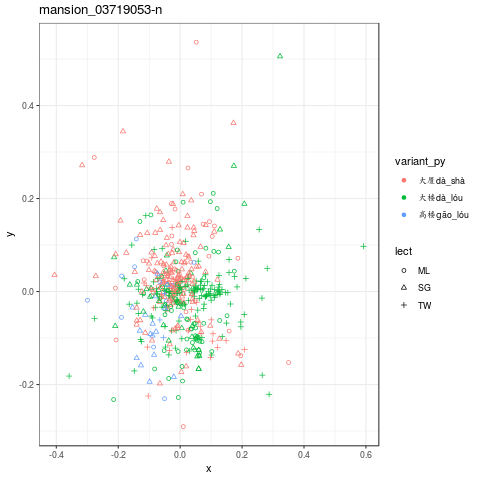 mansion_03719053-n
0.4
0.2
0.0
-0.2
y
-0.4
-0.2
0.0
0.2
0.4
0.6
x
variant_py
大厦dà_shà
大楼dà_lóu
高楼gāo_lóu
lect
ML
SG
TW